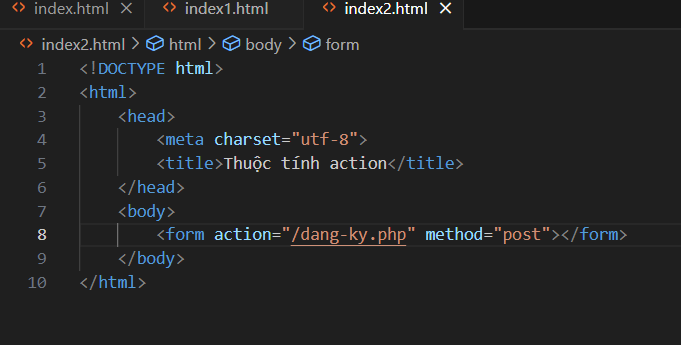 index.html index1.html index2.html
index2.html > html > body > form
1 <!DOCTYPE html>
2 <html>
3 <head>
4 <meta charset="utf-8">
5 <title>Thuộc tính action</title>
6 </head>
7 <body>
8 <form action="/dang-ky.php" method="post"></form>
9 </body>
10 </html>